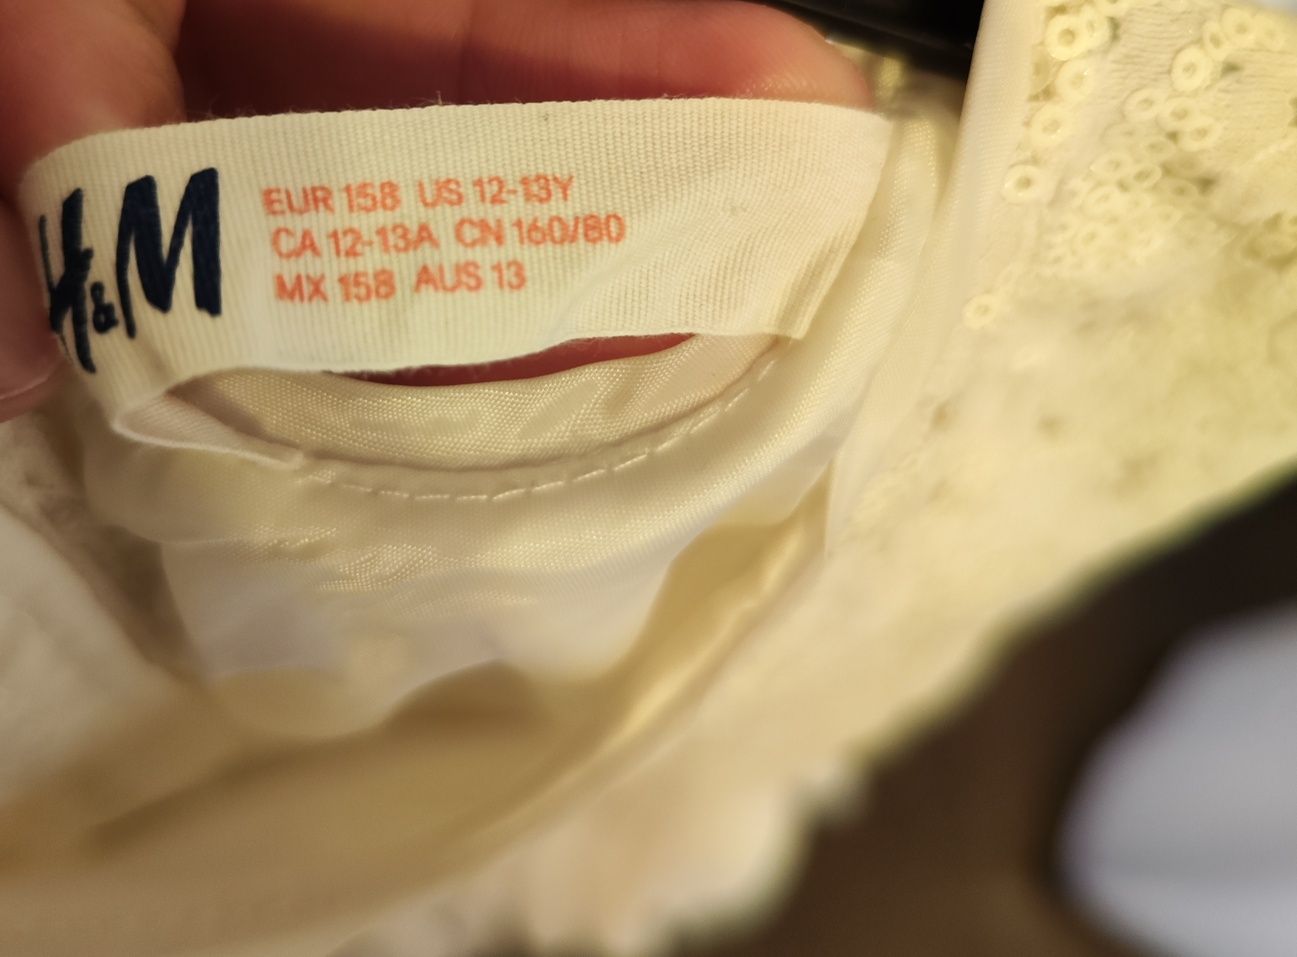 H&M
EUR 158 US 12-13Y
CA 12-13A CN 160/80
MX 158 AUS 13